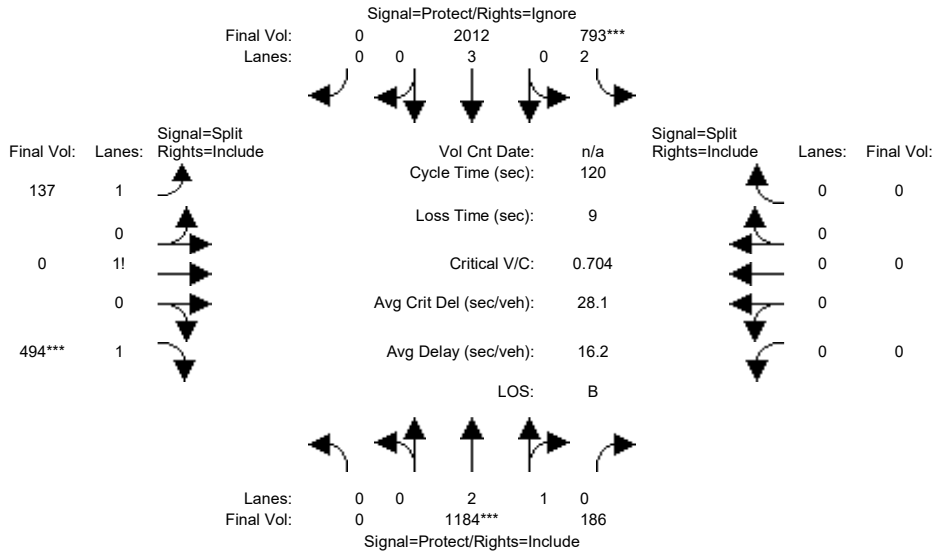 Signal=Protect/Rights=Ignore
Final Vol: 0 2012 793***
Lanes: 0 0 3 0 2
Signal=Split
Final Vol: Lanes: Rights=Include
Vol Cnt Date: n/a
Signal=Split
Rights=Include Lanes: Final Vol:
Cycle Time (sec): 120
137 1
0 0
Loss Time (sec): 9
0
0
0 1!
Critical V/C: 0.704
0 0
0
Avg Crit Del (sec/veh): 28.1
0
494*** 1
Avg Delay (sec/veh): 16.2
0 0
LOS: B
Lanes: 0 0 2 1 0
Final Vol: 0 1184*** 186
Signal=Protect/Rights=Include